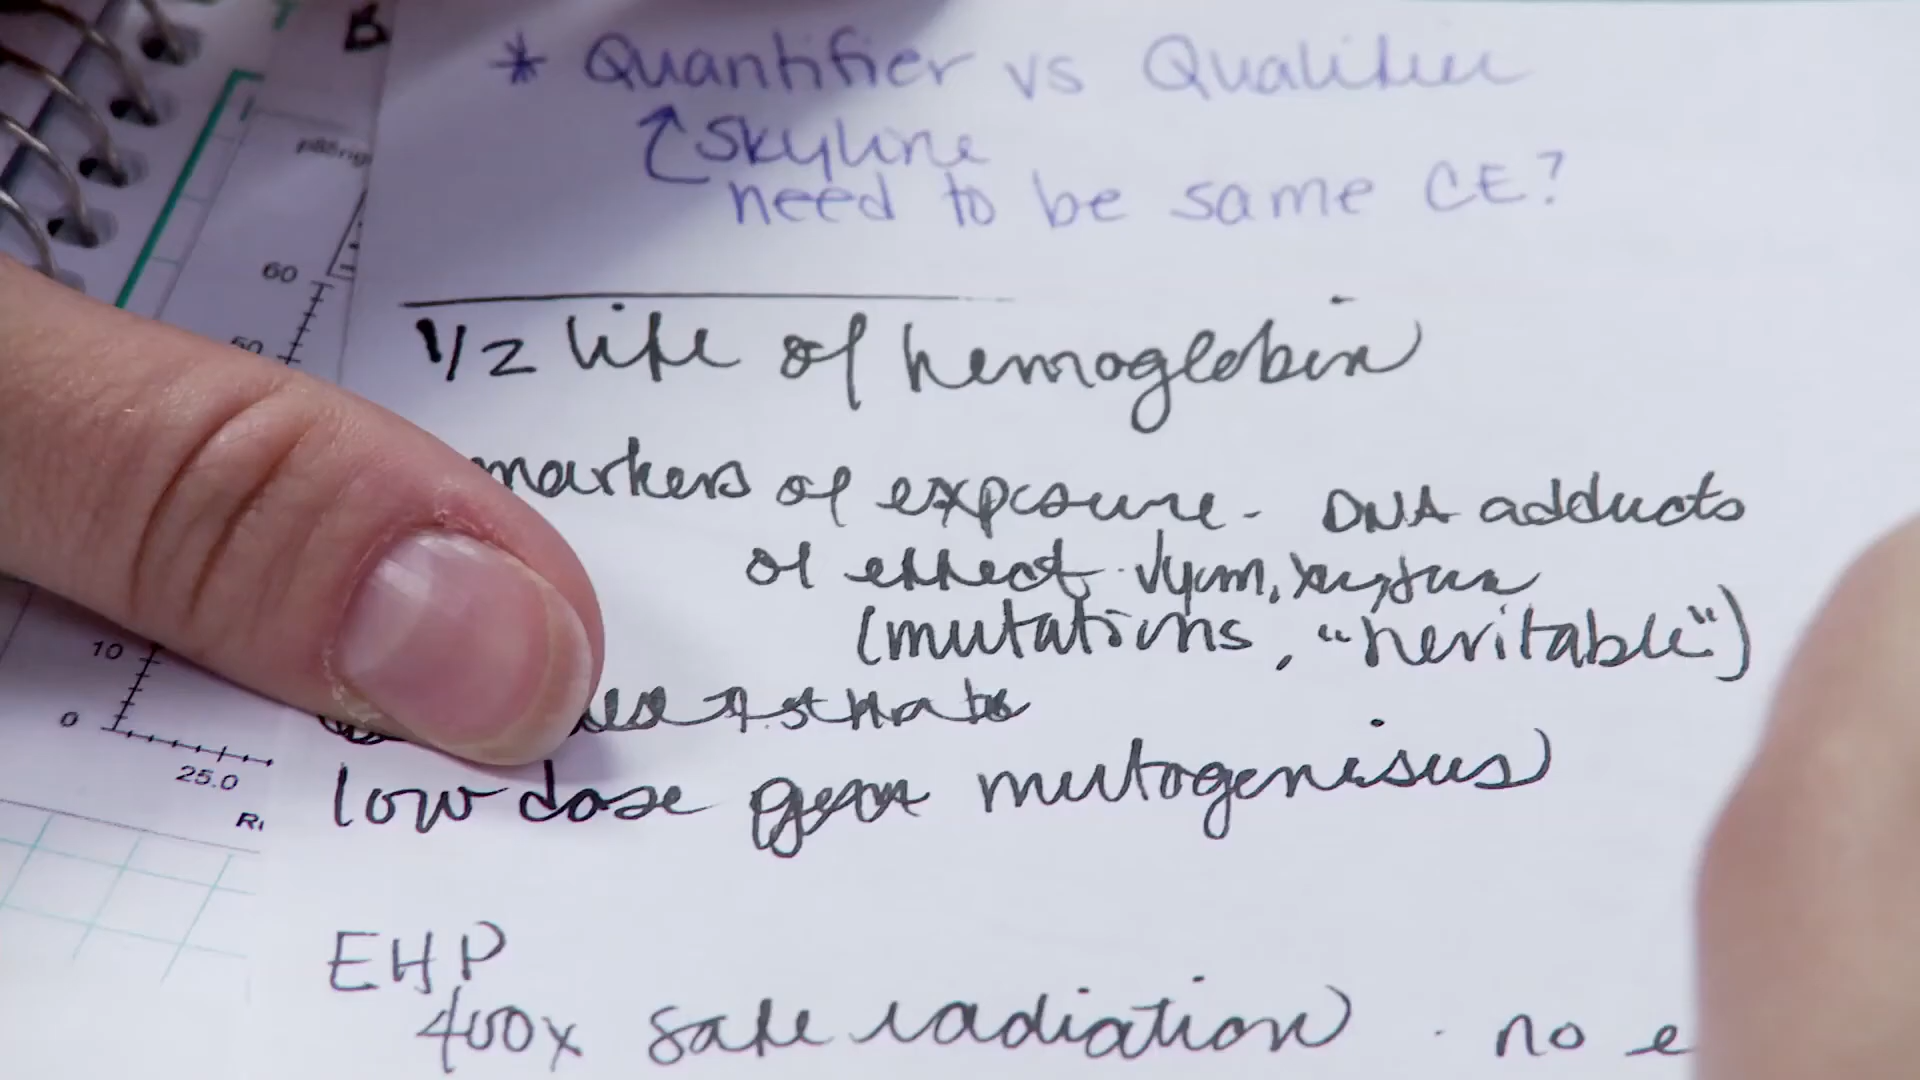 B
* Quantifier vs Qualifier
Skyline
need to be same CE?
60
50
1/2 life of hemoglobin
markers of exposure - DNA adducts
of effect
(mutations, "heritable")
10
0
25.0
low dose mutogenisus
EHP
400x safe radiation . no e